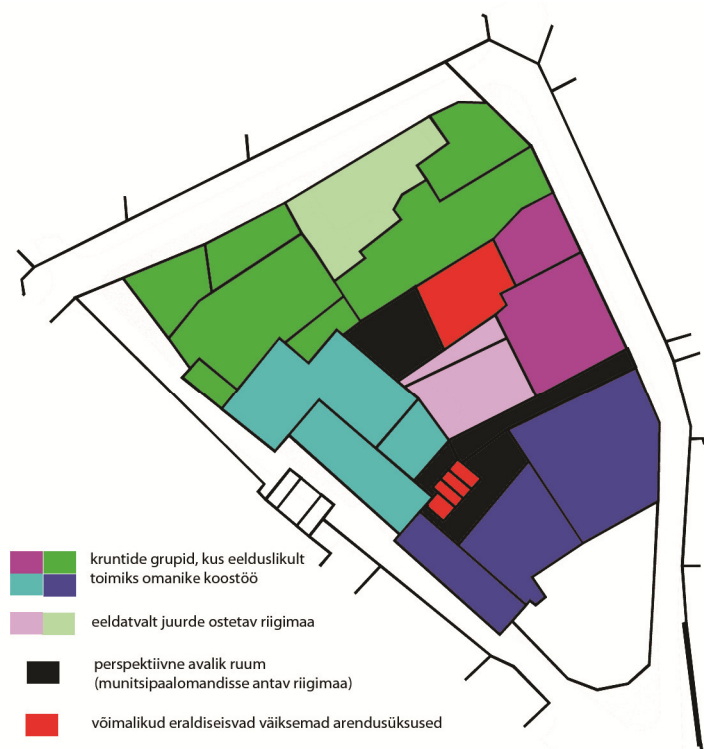 kruntide grupid, kus eelduslikult
toimiks omanike koostöö
eeldatvalt juurde ostetav riigimaa
perspektiivne avalik ruum
(munitsipaalomandisse antav riigimaa)
võimalikud eraldiseisvad väiksemad arendusüksused